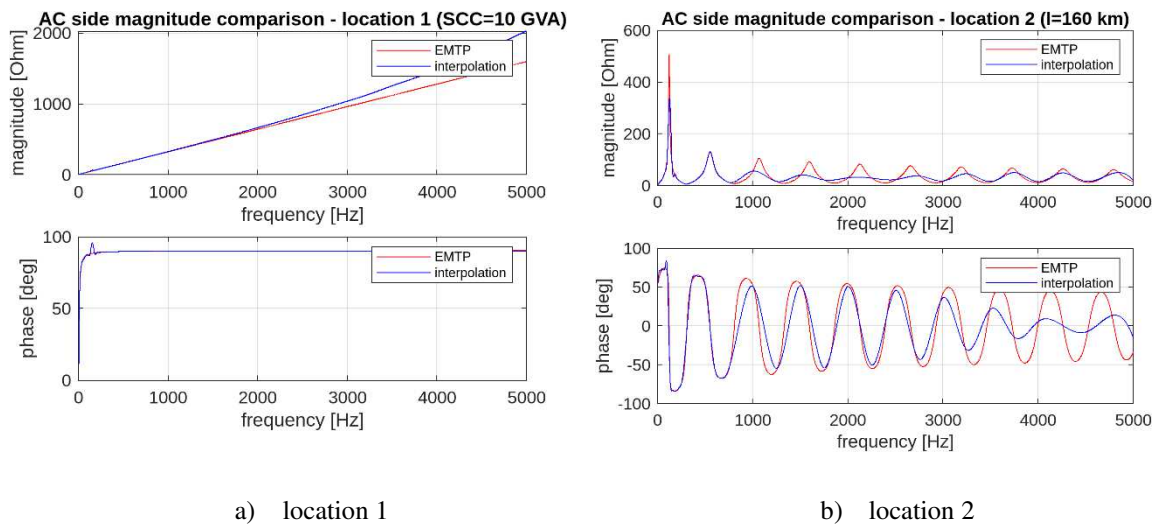 AC side magnitude comparison - location 1 (SCC=10 GVA)
magnitude [Ohm]
2000
1000
0
EMTP
interpolation
0 1000 2000 3000 4000 5000
frequency [Hz]
phase [deg]
100
50
0
EMTP
interpolation
0 1000 2000 3000 4000 5000
frequency [Hz]
a) location 1
AC side magnitude comparison - location 2 (l=160 km)
magnitude [Ohm]
600
400
200
0
EMTP
interpolation
0 1000 2000 3000 4000 5000
frequency [Hz]
phase [deg]
100
50
0
-50
-100
EMTP
interpolation
0 1000 2000 3000 4000 5000
frequency [Hz]
b) location 2